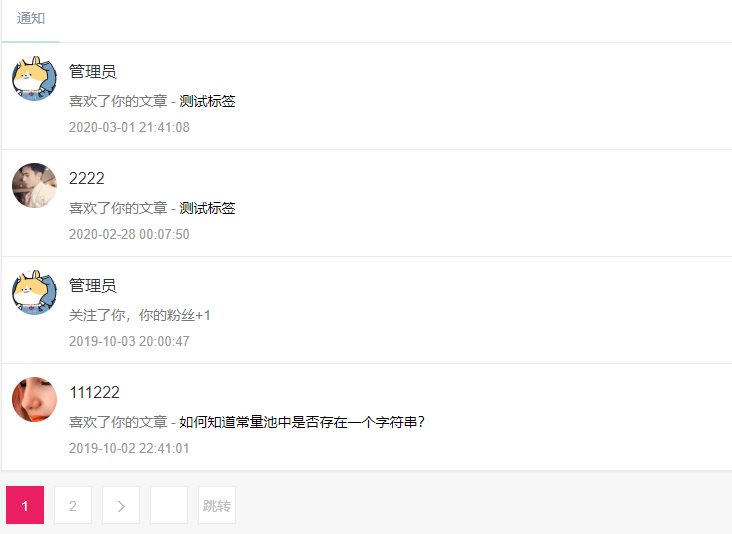 通知
管理员
喜欢了你的文章 - 测试标签
2020-03-01 21:41:08
2222
喜欢了你的文章 - 测试标签
2020-02-28 00:07:50
管理员
关注了你，你的粉丝+1
2019-10-03 20:00:47
111222
喜欢了你的文章 - 如何知道常量池中是否存在一个字符串?
2019-10-02 22:41:01
1 2 > 跳转